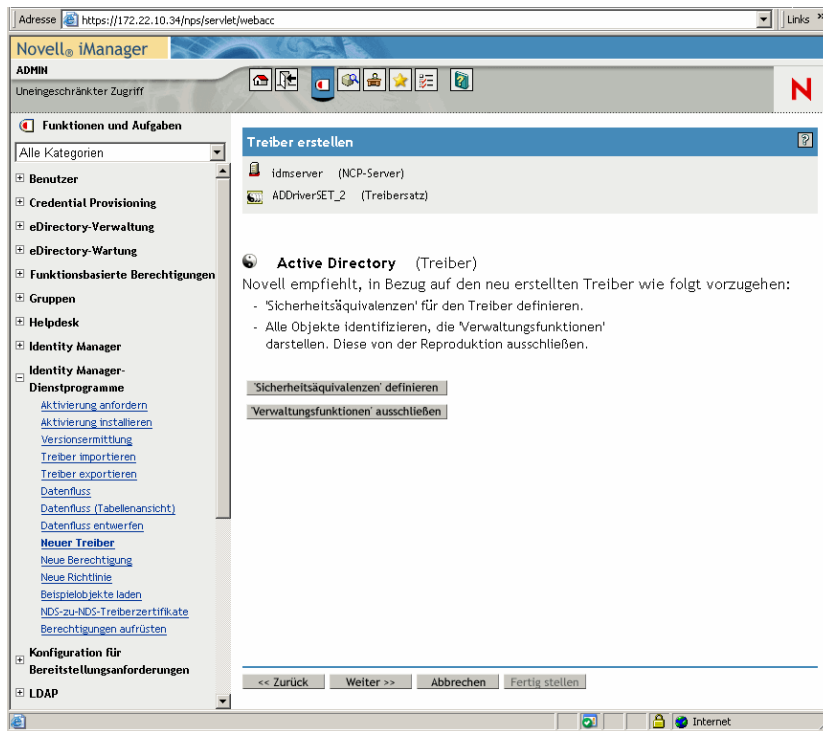 Adresse https://172.22.10.34/nps/servlet/webacc Links »
Novell® iManager
ADMIN
Uneingeschränkter Zugriff
N
Funktionen und Aufgaben
Alle Kategorien
Benutzer
Credential Provisioning
eDirectory-Verwaltung
eDirectory-Wartung
Funktionsbasierte Berechtigungen
Gruppen
Helpdesk
Identity Manager
Identity Manager-
Dienstprogramme
Aktivierung anfordern
Aktivierung installieren
Versionsermittlung
Treiber importieren
Treiber exportieren
Datenfluss
Datenfluss (Tabellenansicht)
Datenfluss entwerfen
Neuer Treiber
Neue Berechtigung
Neue Richtlinie
Beispielobjekte laden
NDS-zu-NDS-Treiberzertifikate
Berechtigungen aufrüsten
Konfiguration für
Bereitstellungsanforderungen
LDAP
Treiber erstellen ?
idmserver (NCP-Server)
ADDriverSET_2 (Treibersatz)
Active Directory (Treiber)
Novell empfiehlt, in Bezug auf den neu erstellten Treiber wie folgt vorzugehen:
- 'Sicherheitsäquivalenzen' für den Treiber definieren.
- Alle Objekte identifizieren, die 'Verwaltungsfunktionen'
darstellen. Diese von der Reproduktion ausschließen.
'Sicherheitsäquivalenzen' definieren
'Verwaltungsfunktionen' ausschließen
<< Zurück Weiter >> Abbrechen Fertig stellen
Internet